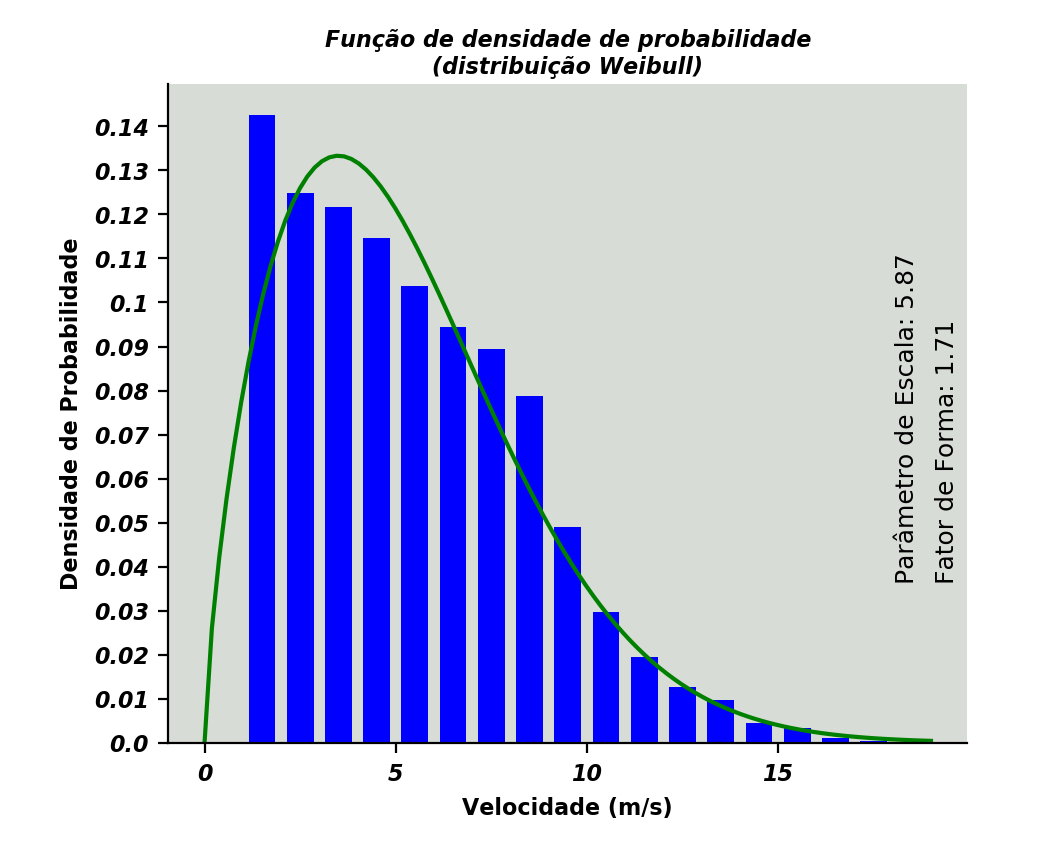 Função de densidade de probabilidade
(distribuição Weibull)
0.14
0.13
0.12
0.11
0.1
0.09
0.08
0.07
0.06
0.05
0.04
0.03
0.02
0.01
0.0
Densidade de Probabilidade
Parâmetro de Escala: 5.87
Fator de Forma: 1.71
0 5 10 15
Velocidade (m/s)